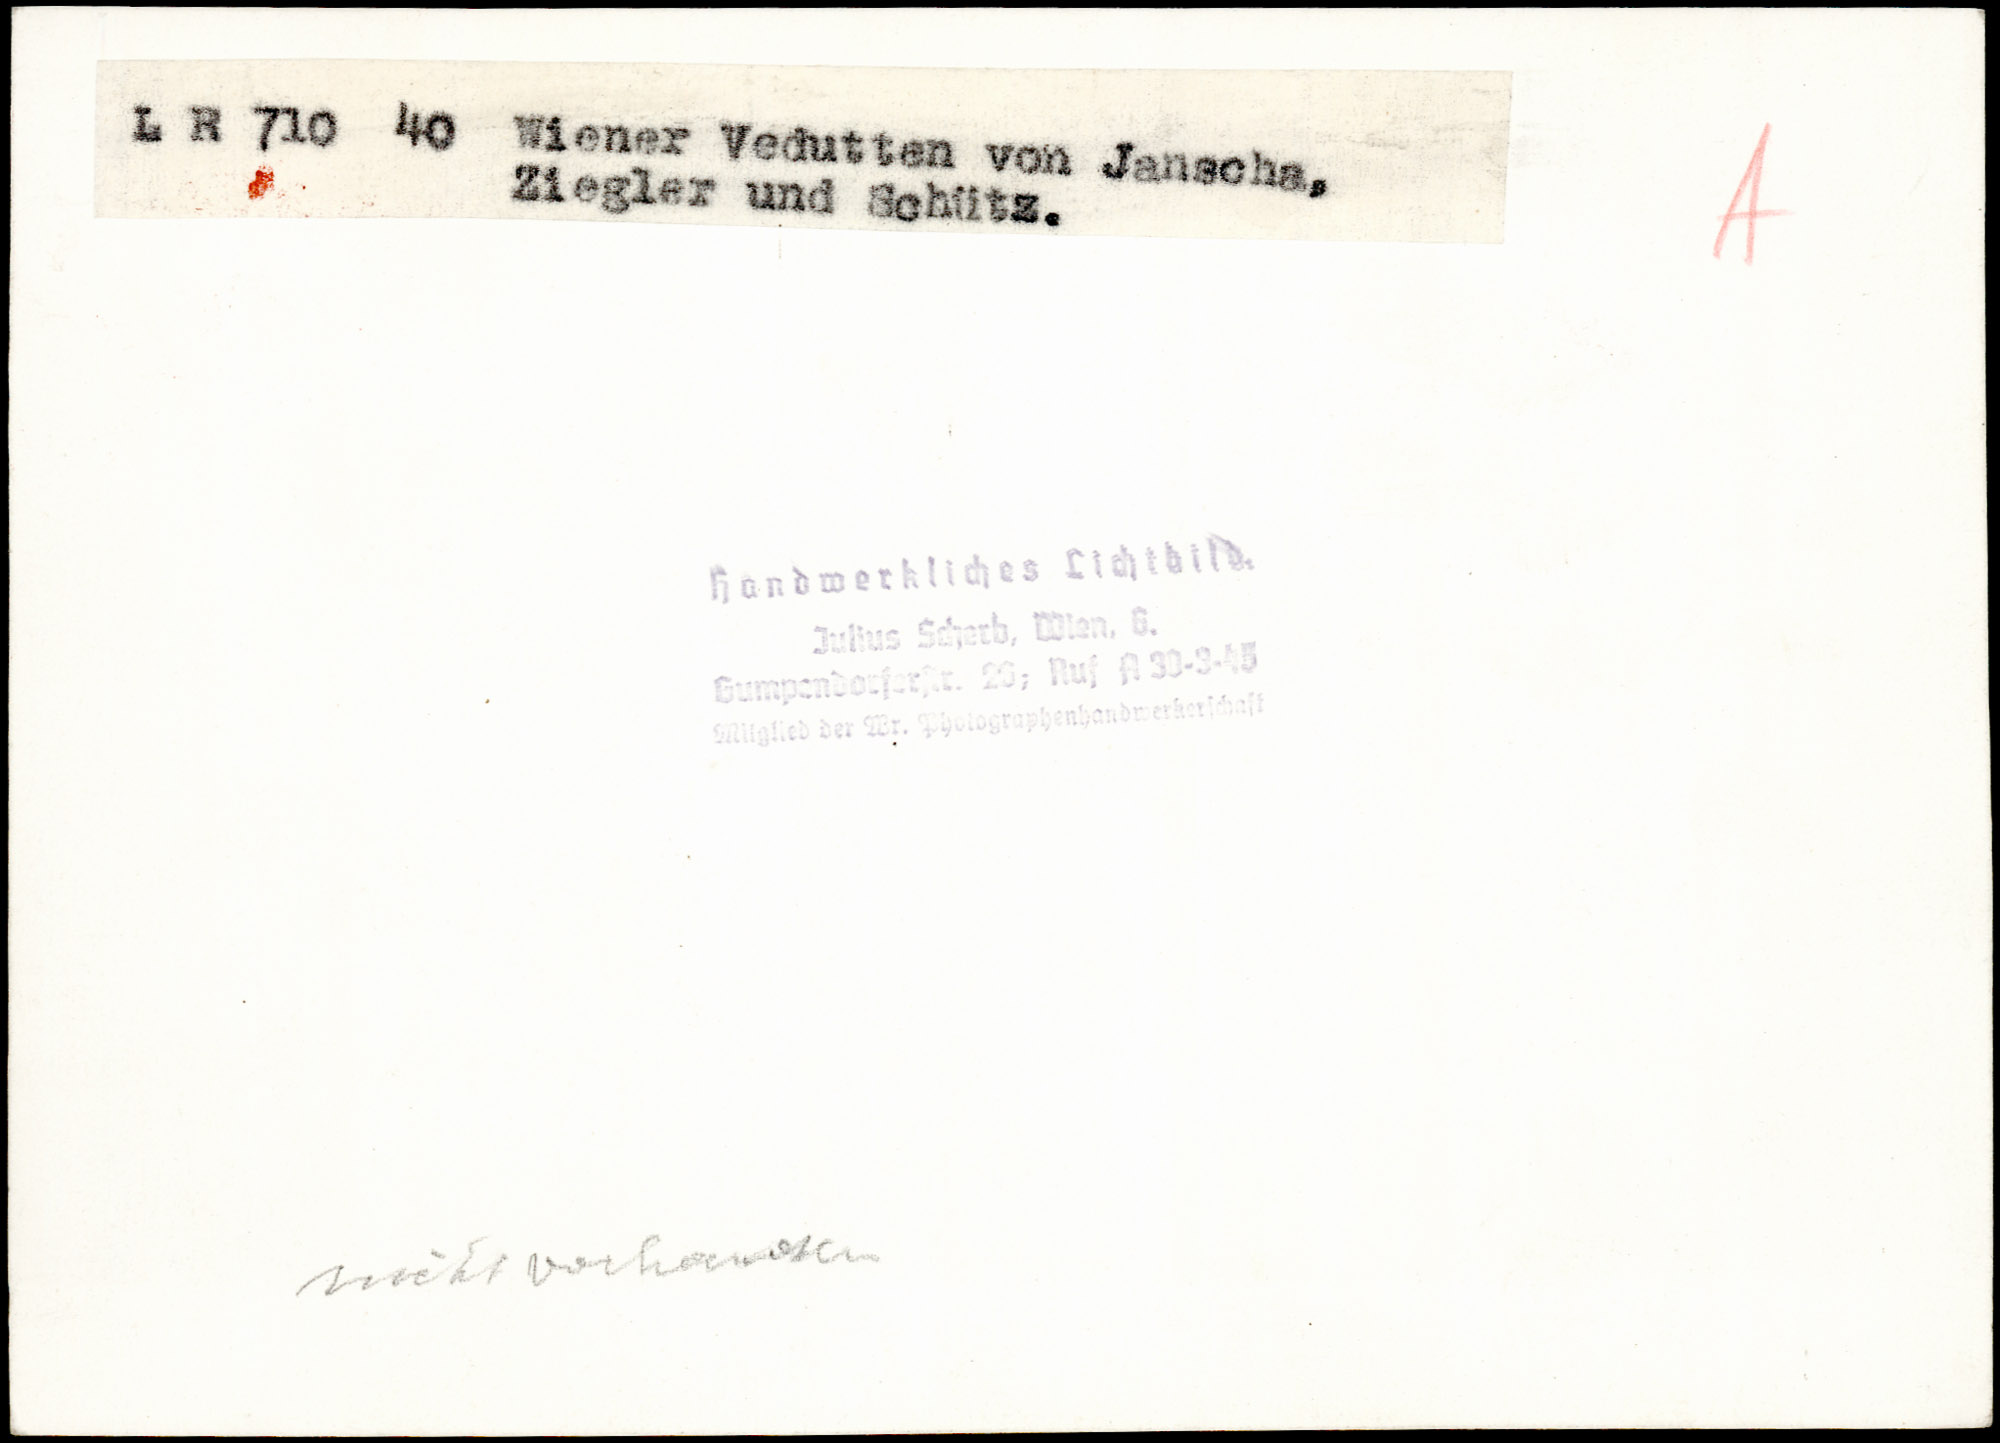 L R 710 40 Wiener Vedutten von Janscha,
Ziegler und Schütz.
A
Handwerkliches Lichtbild.
Julius Scherb, Wien, 6.
Gumpendorferstr. 26; Ruf A 30-9-45
Mitglied der Wr. Photographenhandwerkerschaft
nicht vorhanden